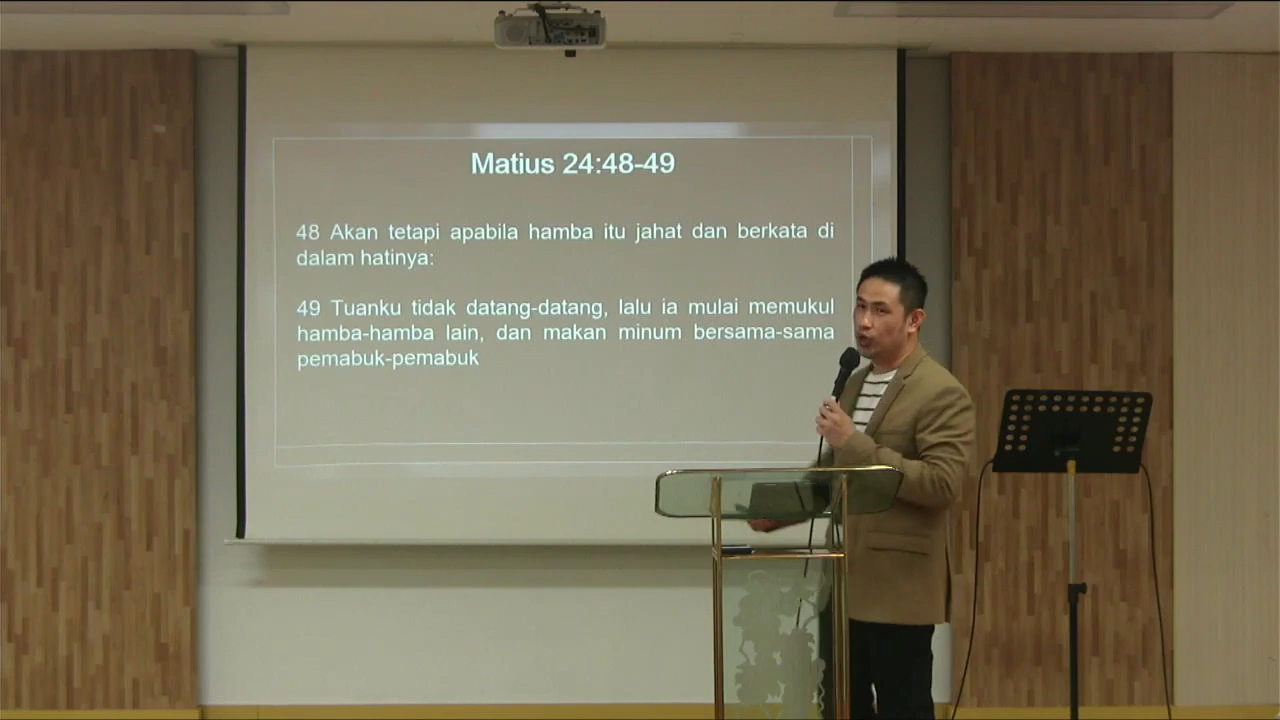 Matius 24:48-49
48 Akan tetapi apabila hamba itu jahat dan berkata di
dalam hatinya:
49 Tuanku tidak datang-datang, lalu ia mulai memukul
hamba-hamba lain, dan makan minum bersama-sama
pemabuk-pemabuk